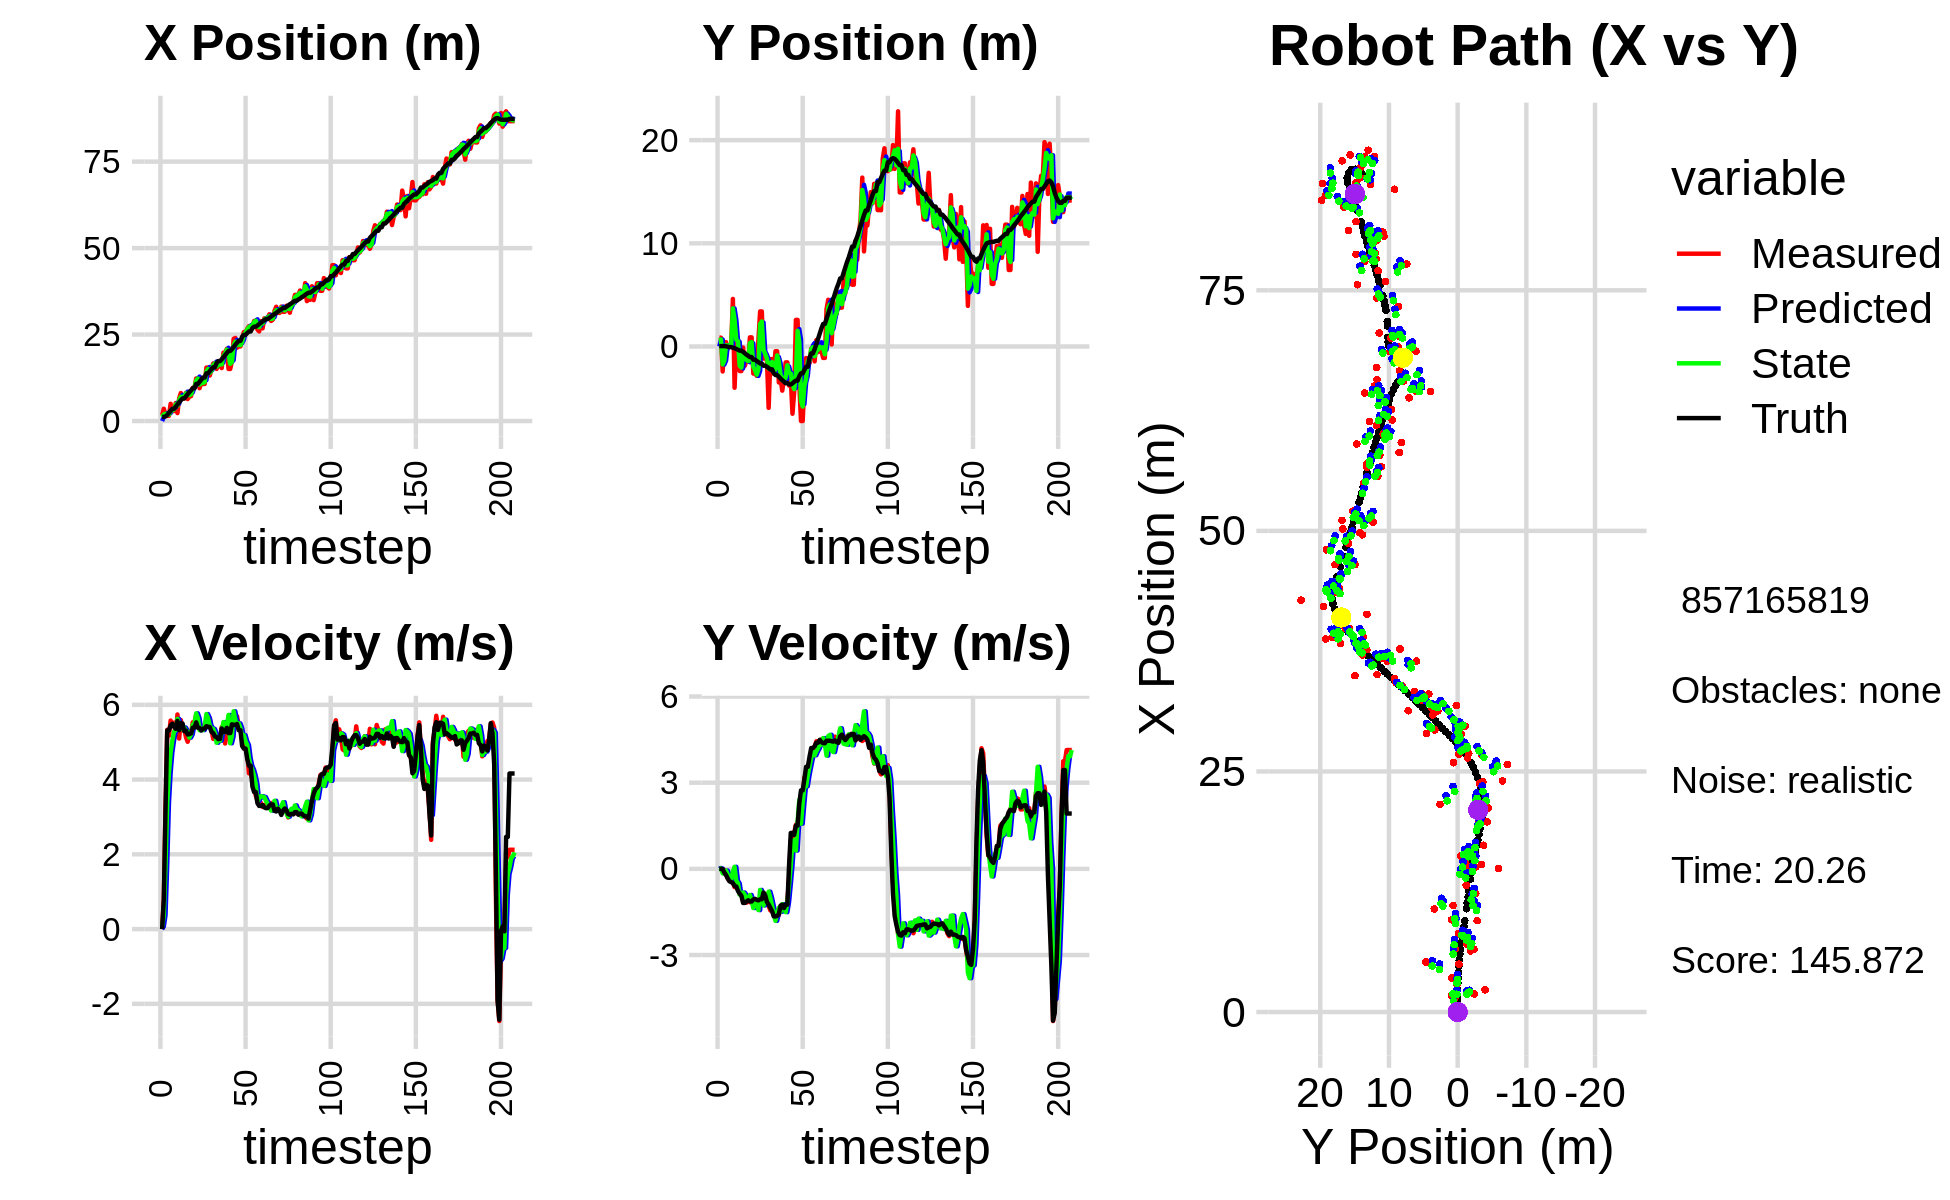 X Position (m)
75
50
25
0
0 50 100 150 200
timestep
Y Position (m)
20
10
0
0 50 100 150 200
timestep
X Velocity (m/s)
6
4
2
0
-2
0 50 100 150 200
timestep
Y Velocity (m/s)
6
3
0
-3
0 50 100 150 200
timestep
Robot Path (X vs Y)
X Position (m)
75
50
25
0
20 10 0 -10 -20
Y Position (m)
variable
Measured
Predicted
State
Truth
857165819
Obstacles: none
Noise: realistic
Time: 20.26
Score: 145.872